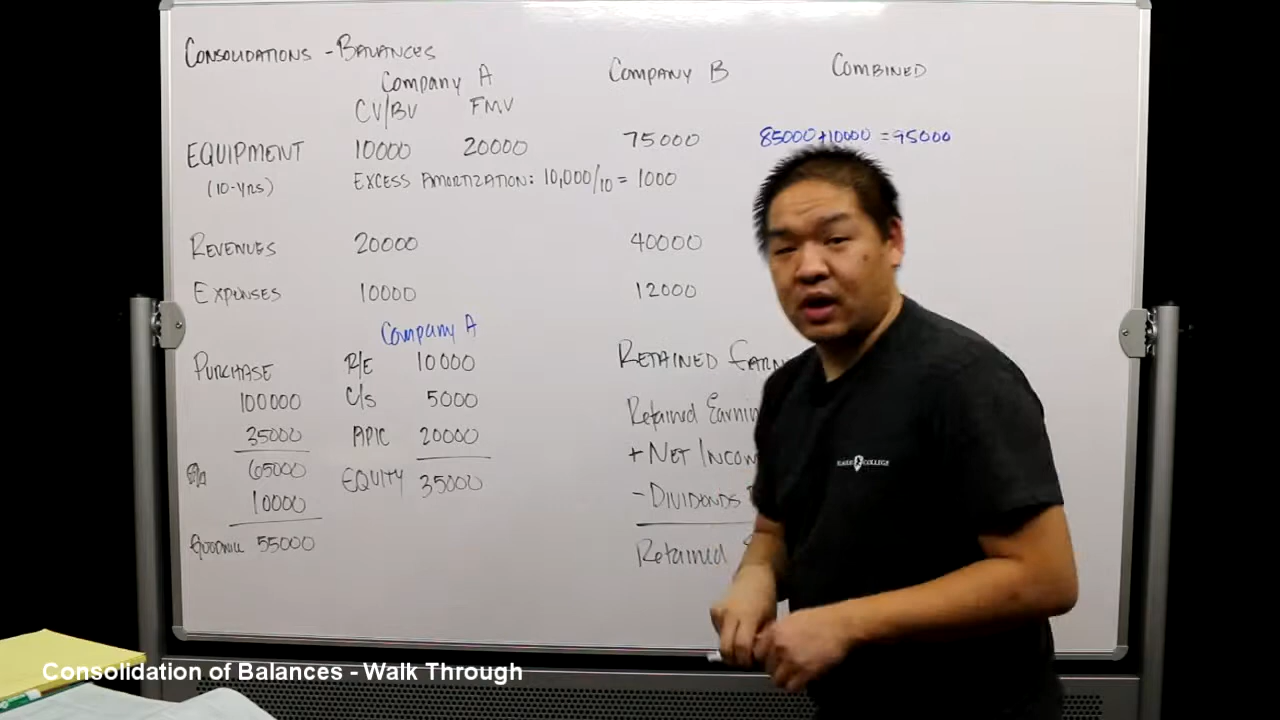 CONSOLIDATIONS - BALANCES
Company A COMPANY B COMBINED
CV/BV FMV
EQUIPMENT 10000 20000 75000 85000+10000 = 95000
(10-YRS) EXCESS AMORTIZATION: 10,000/10 = 1000
REVENUES 20000 40000
EXPENSES 10000 12000
Company A
PURCHASE R/E 10000 RETAINED EARN
100000 C/S 5000 Retained Earnin
35000 APIC 20000 + NET INCOM
65000 EQUITY 35000 - DIVIDENDS
10000
GOODWILL 55000 Retained
COLLEGE
Consolidation of Balances - Walk Through